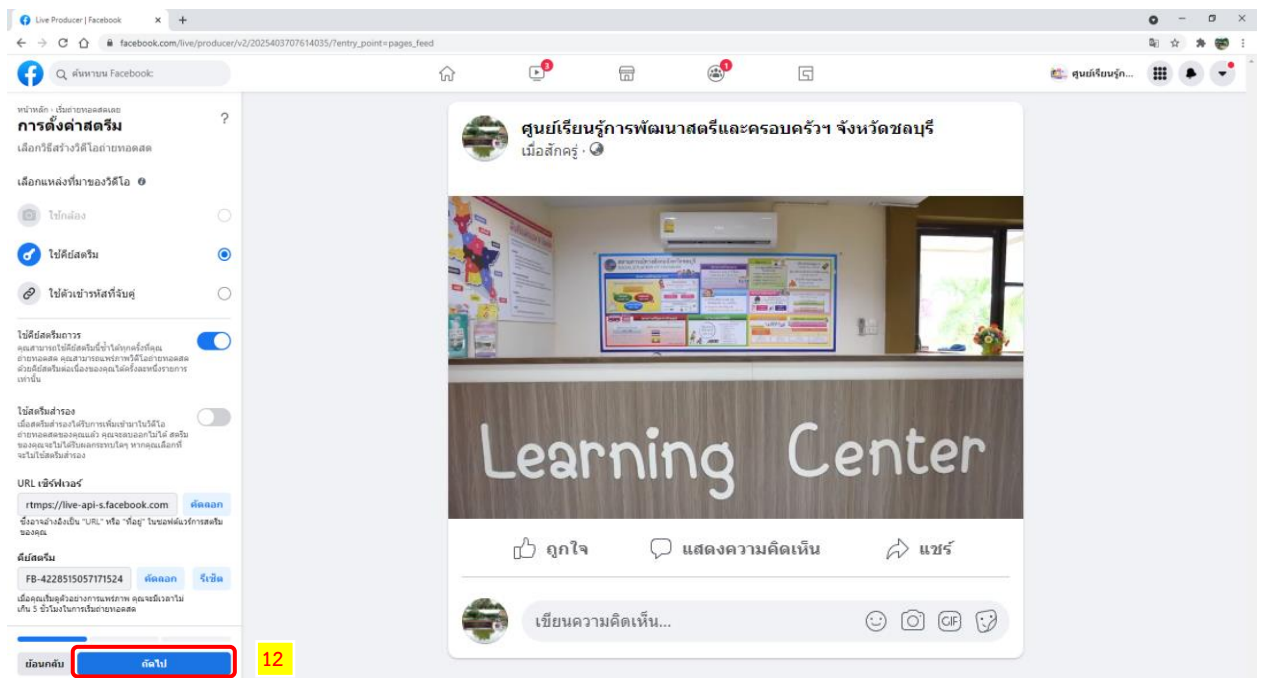 Live Producer | Facebook
facebook.com/live/producer/v2/2025403707614035/?entry_point=pages_feed
ค้นหาบน Facebook
3
1
ศูนย์เรียนรู้ก...
หน้าหลัก · เริ่มถ่ายทอดสดเลย
การตั้งค่าสตรีม
?
เลือกวิธีสร้างวิดีโอถ่ายทอดสด
เลือกแหล่งที่มาของวิดีโอ
ใช้กล้อง
ใช้คีย์สตรีม
ใช้ตัวเข้ารหัสที่จับคู่
ใช้คีย์สตรีมถาวร
คุณสามารถใช้คีย์สตรีมนี้ซ้ำได้ทุกครั้งที่คุณ
ถ่ายทอดสด คุณสามารถแพร่ภาพวิดีโอถ่ายทอดสด
ด้วยคีย์สตรีมต่อเนื่องของคุณได้ครั้งละหนึ่งรายการ
เท่านั้น
ใช้สตรีมสำรอง
เมื่อสตรีมสำรองได้รับการเพิ่มเข้ามาในวิดีโอ
ถ่ายทอดสดของคุณแล้ว คุณจะลบออกไม่ได้ สตรีม
ของคุณจะไม่ได้รับผลกระทบใดๆ หากคุณเลือกที่
จะไม่ใช้สตรีมสำรอง
URL เซิร์ฟเวอร์
rtmps://live-api-s.facebook.com คัดลอก
ซึ่งอาจอ้างอิงเป็น "URL" หรือ "ที่อยู่" ในซอฟต์แวร์การสตรีม
ของคุณ
คีย์สตรีม
FB-4228515057171524 คัดลอก รีเซ็ต
เมื่อคุณเริ่มดูตัวอย่างการแพร่ภาพ คุณจะมีเวลาไม่
เกิน 5 ชั่วโมงในการเริ่มถ่ายทอดสด
ย้อนกลับ ถัดไป 12
ศูนย์เรียนรู้การพัฒนาสตรีและครอบครัวฯ จังหวัดชลบุรี
เมื่อสักครู่ ·
Learning Center
ถูกใจ แสดงความคิดเห็น แชร์
เขียนความคิดเห็น...
GIF